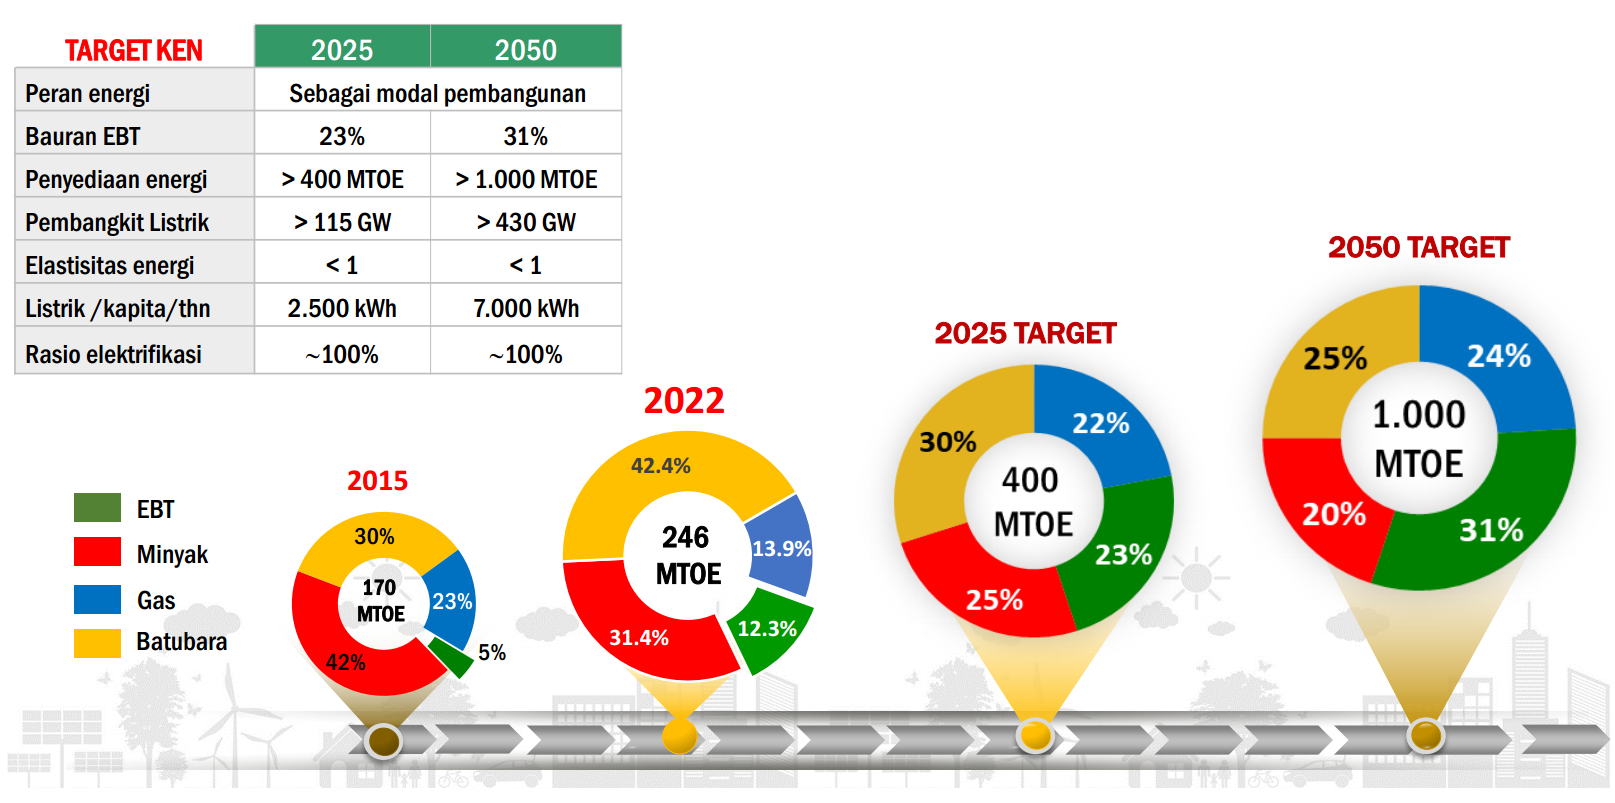 TARGET KEN 2025 2050
Peran energi Sebagai modal pembangunan
Bauran EBT 23% 31%
Penyediaan energi > 400 MTOE > 1.000 MTOE
Pembangkit Listrik > 115 GW > 430 GW
Elastisitas energi < 1 < 1
Listrik /kapita/thn 2.500 kWh 7.000 kWh
Rasio elektrifikasi ~100% ~100%
EBT
Minyak
Gas
Batubara
2015
30%
170
MTOE
23%
42%
5%
2022
42.4%
246
MTOE
13.9%
31.4%
12.3%
2025 TARGET
22%
30%
400
MTOE
23%
25%
2050 TARGET
25%
24%
1.000
MTOE
20%
31%